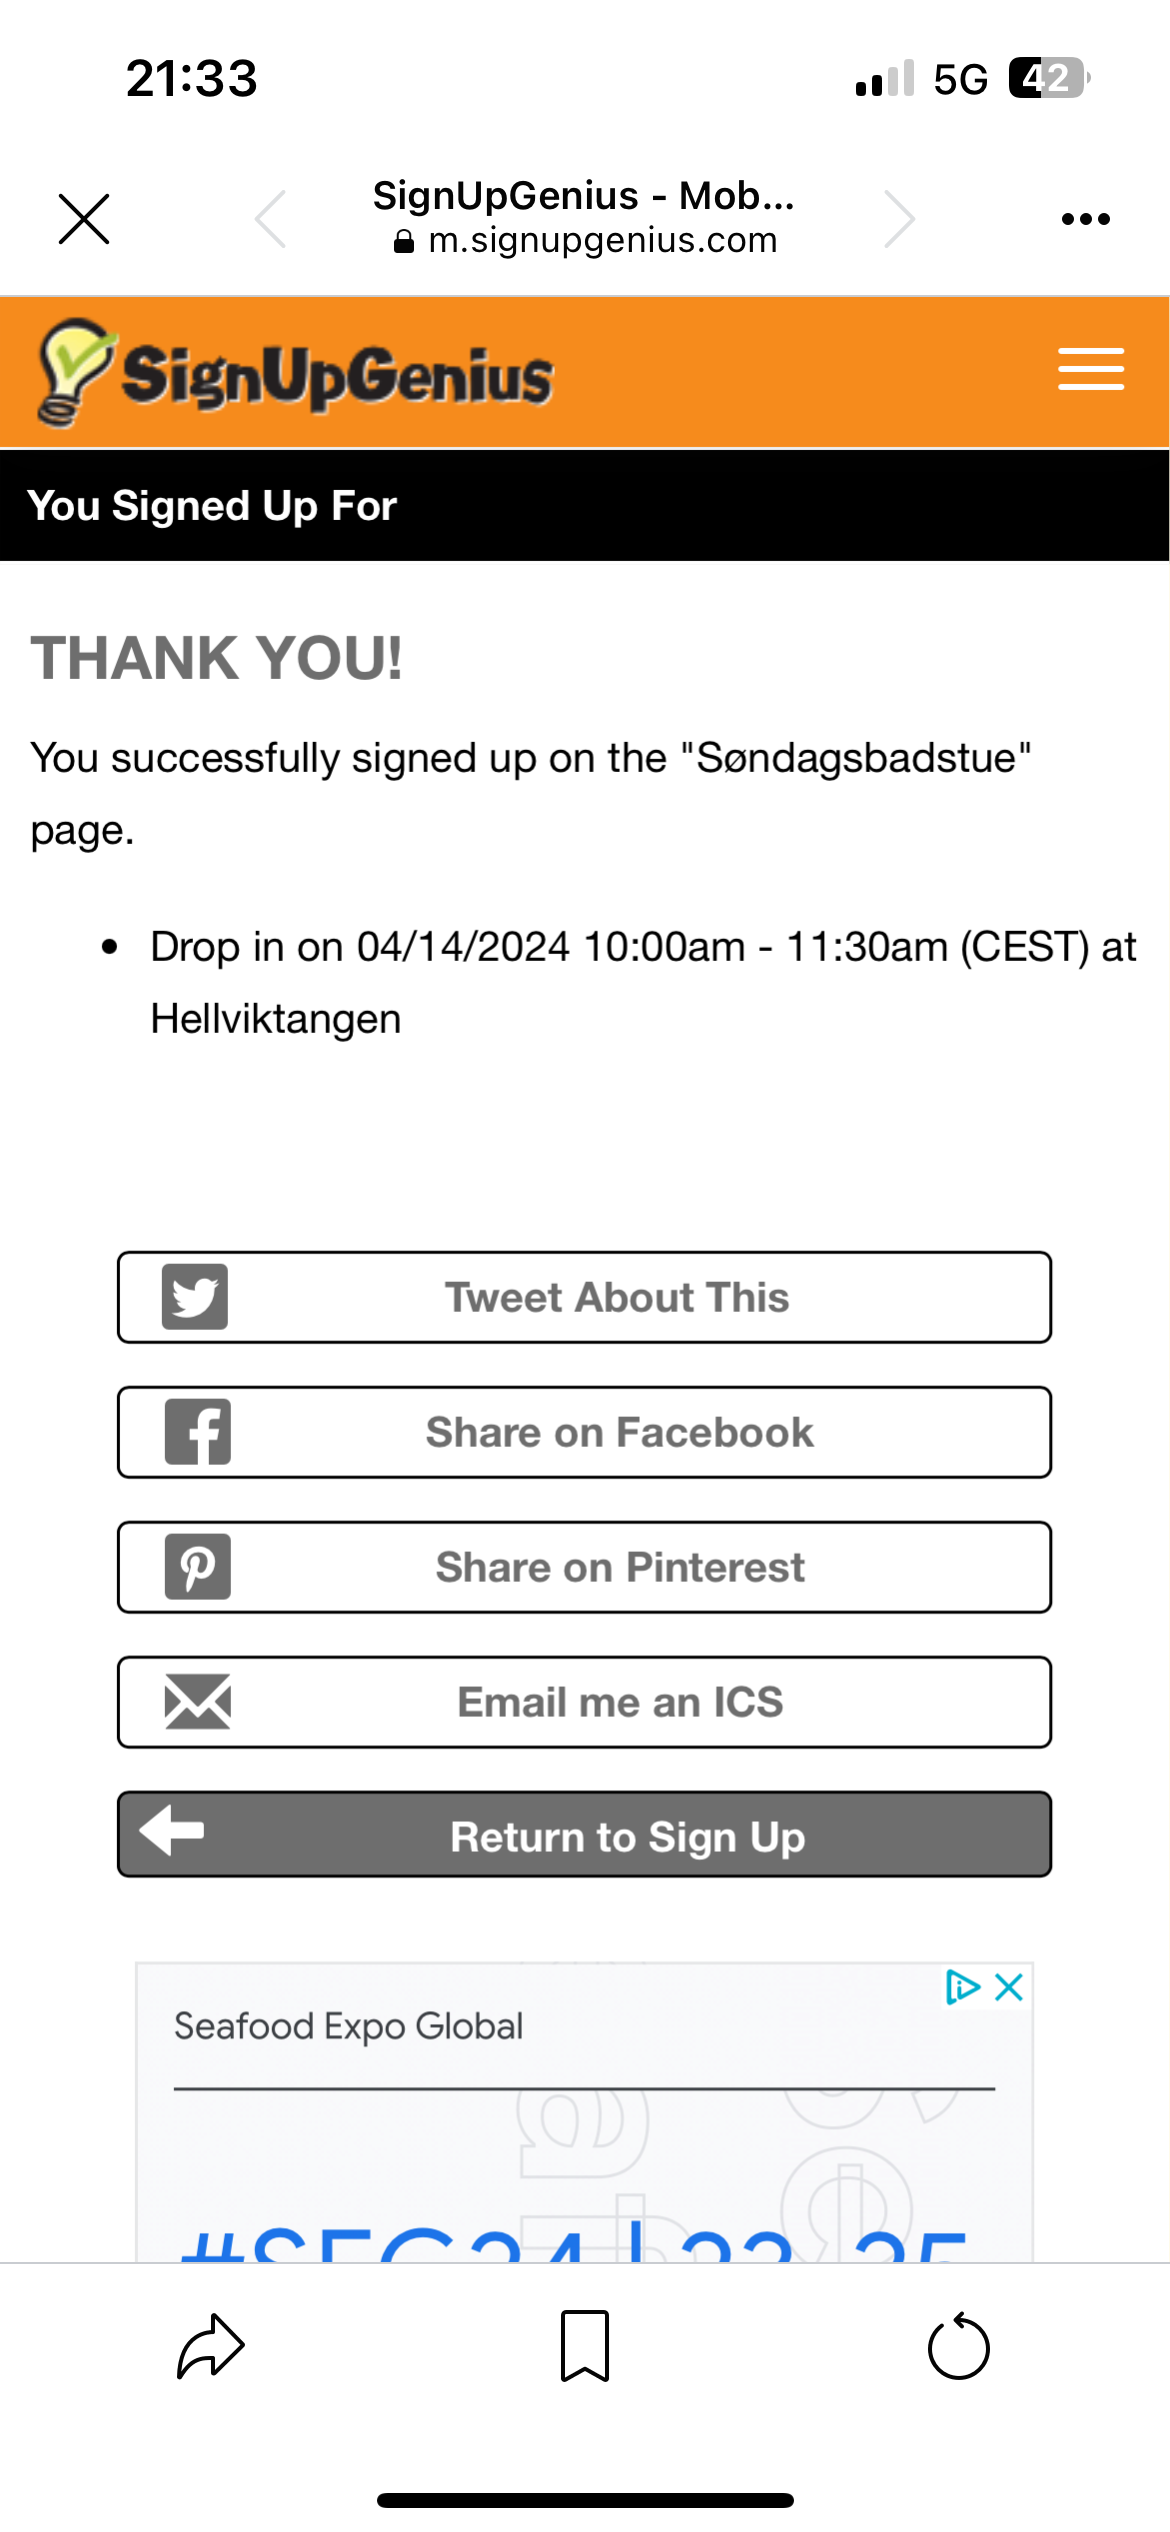 21:33
5G 42
SignUpGenius - Mob...
m.signupgenius.com
SignUpGenius
You Signed Up For
THANK YOU!
You successfully signed up on the "Søndagsbadstue"
page.
• Drop in on 04/14/2024 10:00am - 11:30am (CEST) at
Hellviktangen
Tweet About This
Share on Facebook
Share on Pinterest
Email me an ICS
Return to Sign Up
Seafood Expo Global